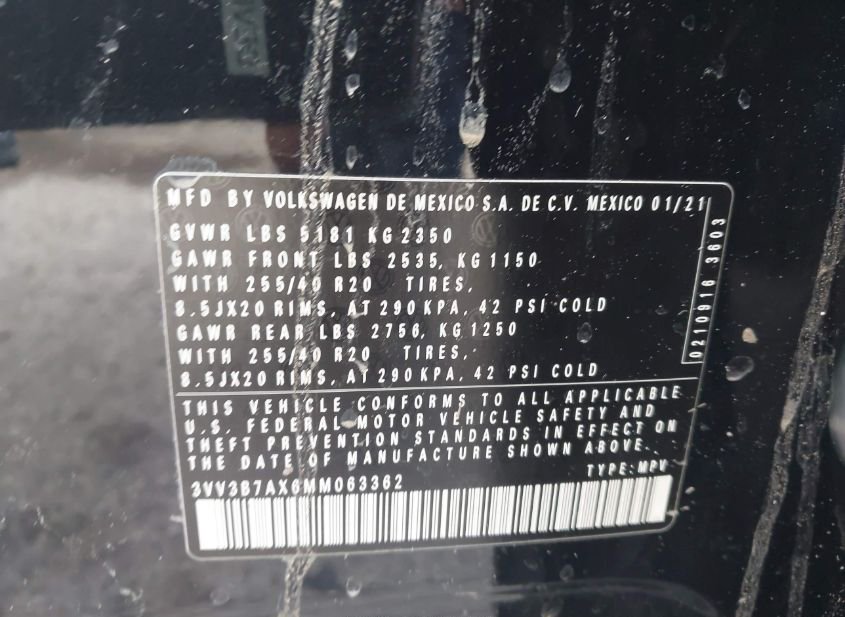 MFD BY VOLKSWAGEN DE MEXICO S.A. DE C.V. MEXICO 01/21
GVWR LBS 5181 KG 2350
GAWR FRONT LBS 2535, KG 1150
WITH 255/40 R20 TIRES,
8.5JX20 RIMS, AT 290 KPA, 42 PSI COLD
GAWR REAR LBS 2756, KG 1250
WITH 255/40 R20 TIRES,
8.5JX20 RIMS, AT 290 KPA, 42 PSI COLD
0210916 3603
THIS VEHICLE CONFORMS TO ALL APPLICABLE
U.S. FEDERAL MOTOR VEHICLE SAFETY AND
THEFT PREVENTION STANDARDS IN EFFECT ON
THE DATE OF MANUFACTURE SHOWN ABOVE.
TYPE: MPV
3VV3B7AX6MM063362